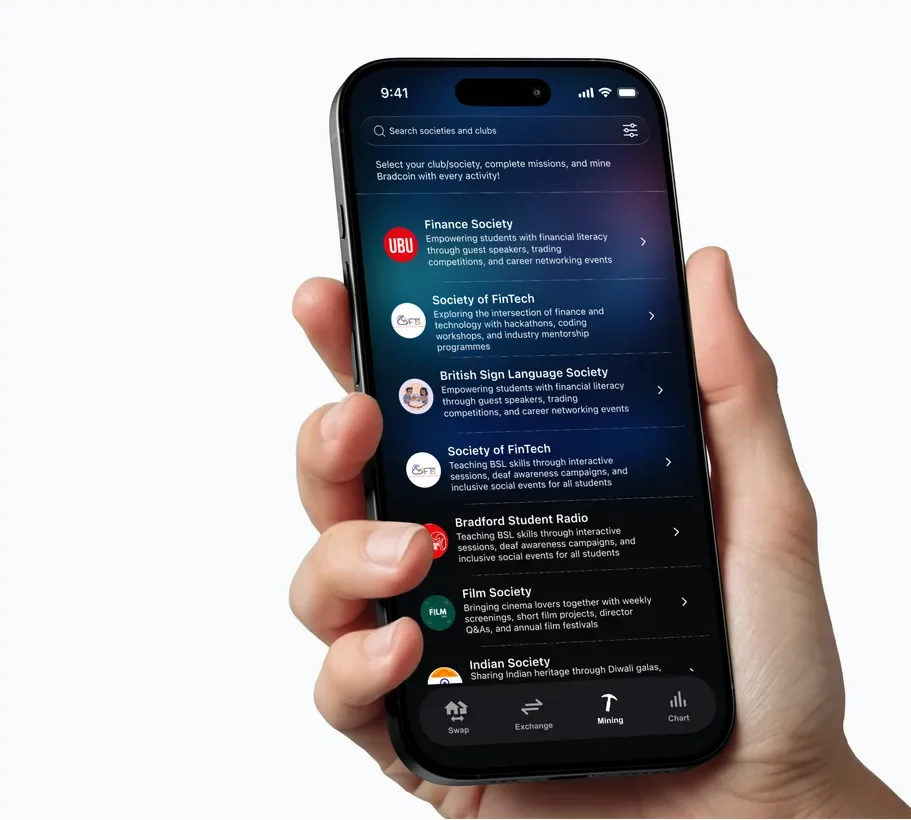 9:41
Search societies and clubs
Select your club/society, complete missions, and mine
Bradcoin with every activity!
Finance Society
UBU
Empowering students with financial literacy
through guest speakers, trading
competitions, and career networking events
Society of FinTech
Exploring the intersection of finance and
technology with hackathons, coding
workshops, and industry mentorship
programmes
British Sign Language Society
Empowering students with financial literacy
through guest speakers, trading
competitions, and career networking events
Society of FinTech
Teaching BSL skills through interactive
sessions, deaf awareness campaigns, and
inclusive social events for all students
Bradford Student Radio
Teaching BSL skills through interactive
sessions, deaf awareness campaigns, and
inclusive social events for all students
Film Society
FILM
Bringing cinema lovers together with weekly
screenings, short film projects, director
Q&As, and annual film festivals
Indian Society
Sharing Indian heritage through Diwali galas,
Swap
Exchange
Mining
Chart